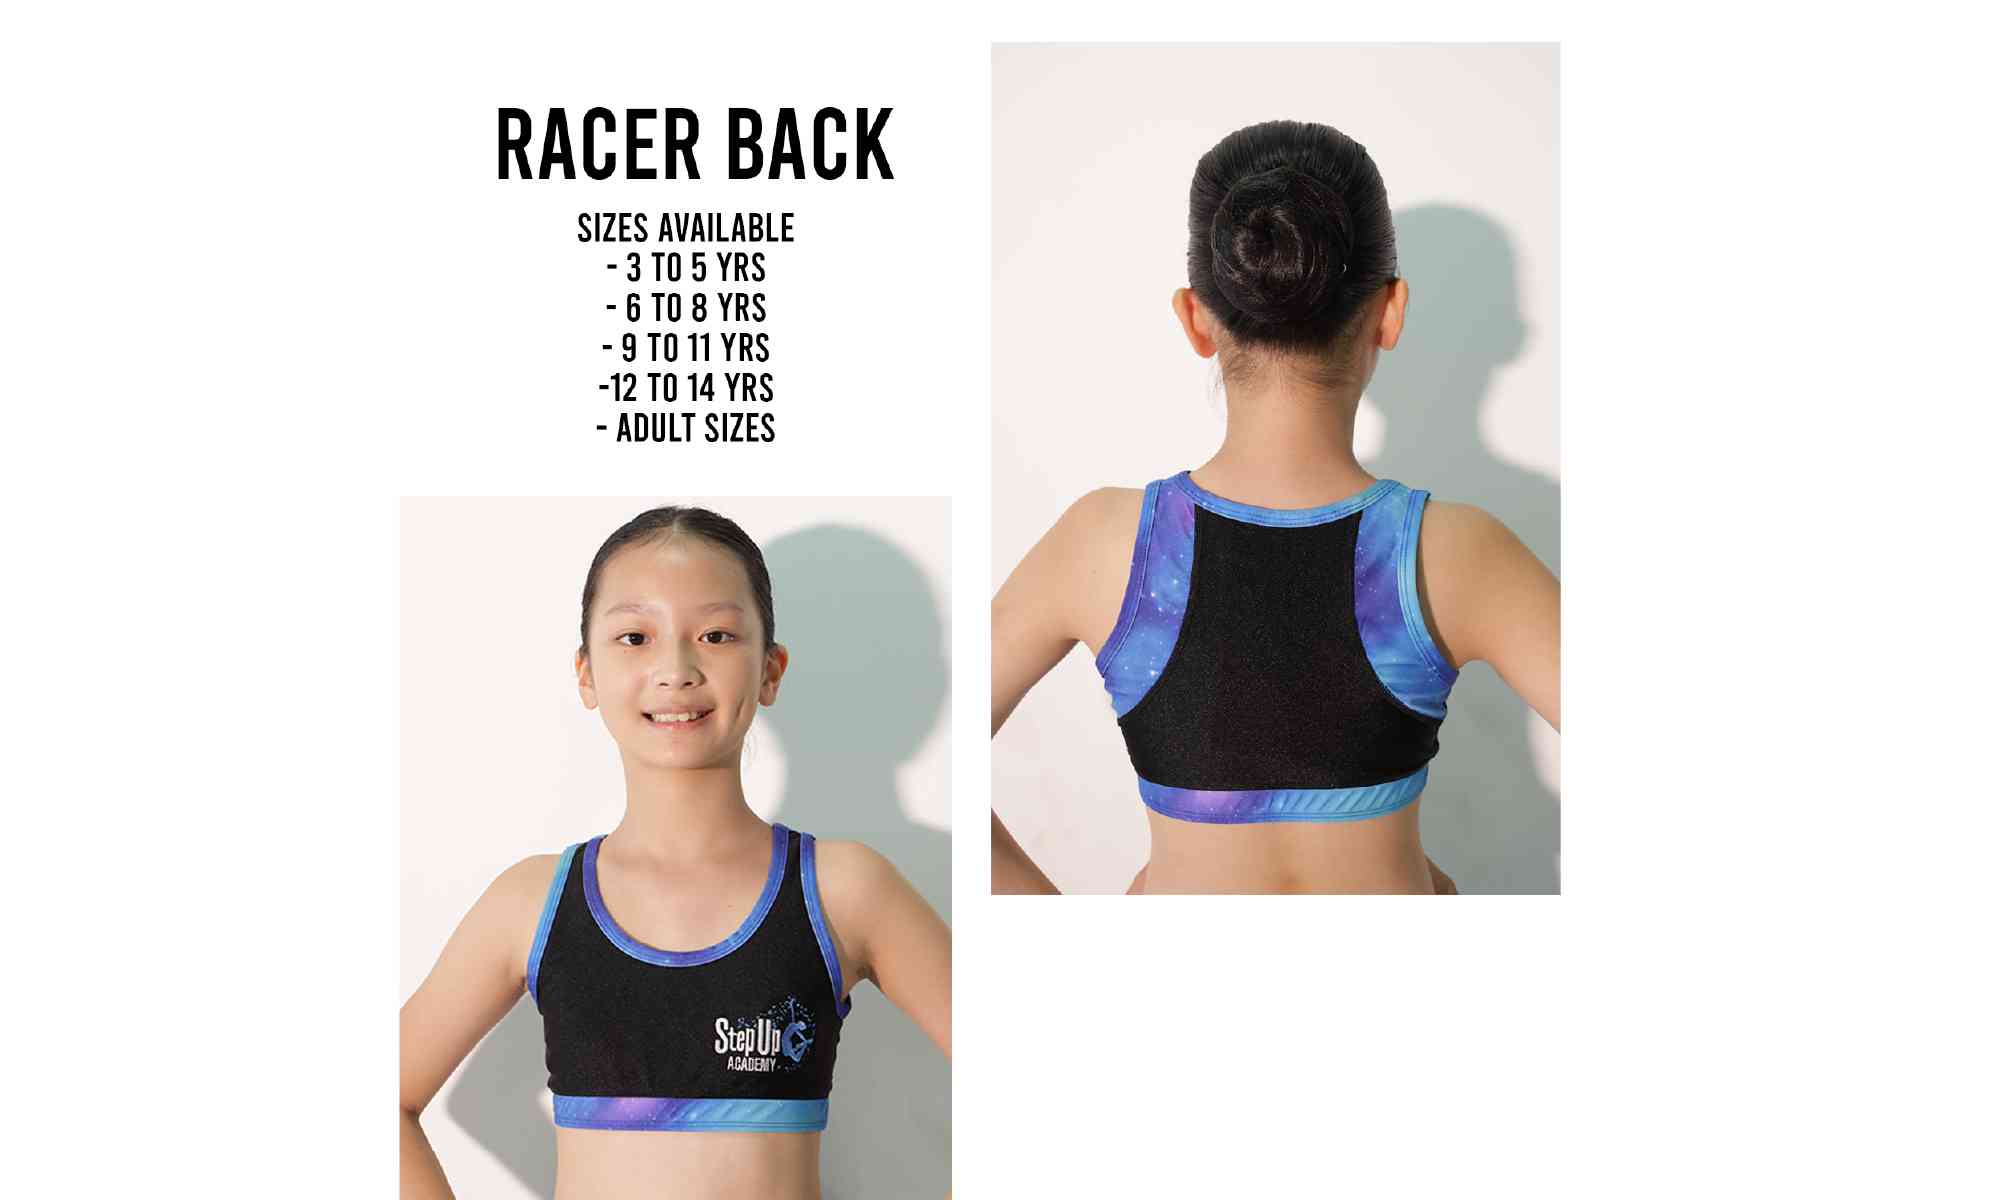 RACER BACK
SIZES AVAILABLE
- 3 TO 5 YRS
- 6 TO 8 YRS
- 9 TO 11 YRS
-12 TO 14 YRS
- ADULT SIZES
Step Up
ACADEMY